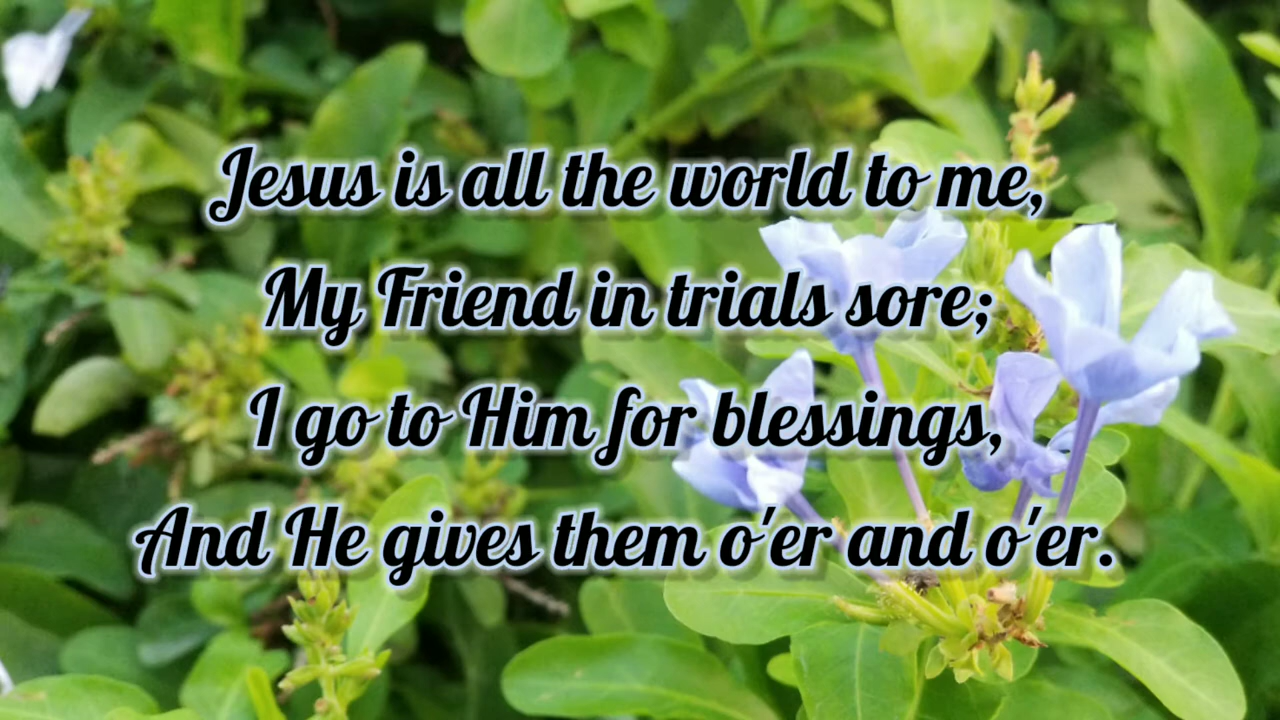 Jesus is all the world to me,
My Friend in trials sore;
I go to Him for blessings,
And He gives them o'er and o'er.